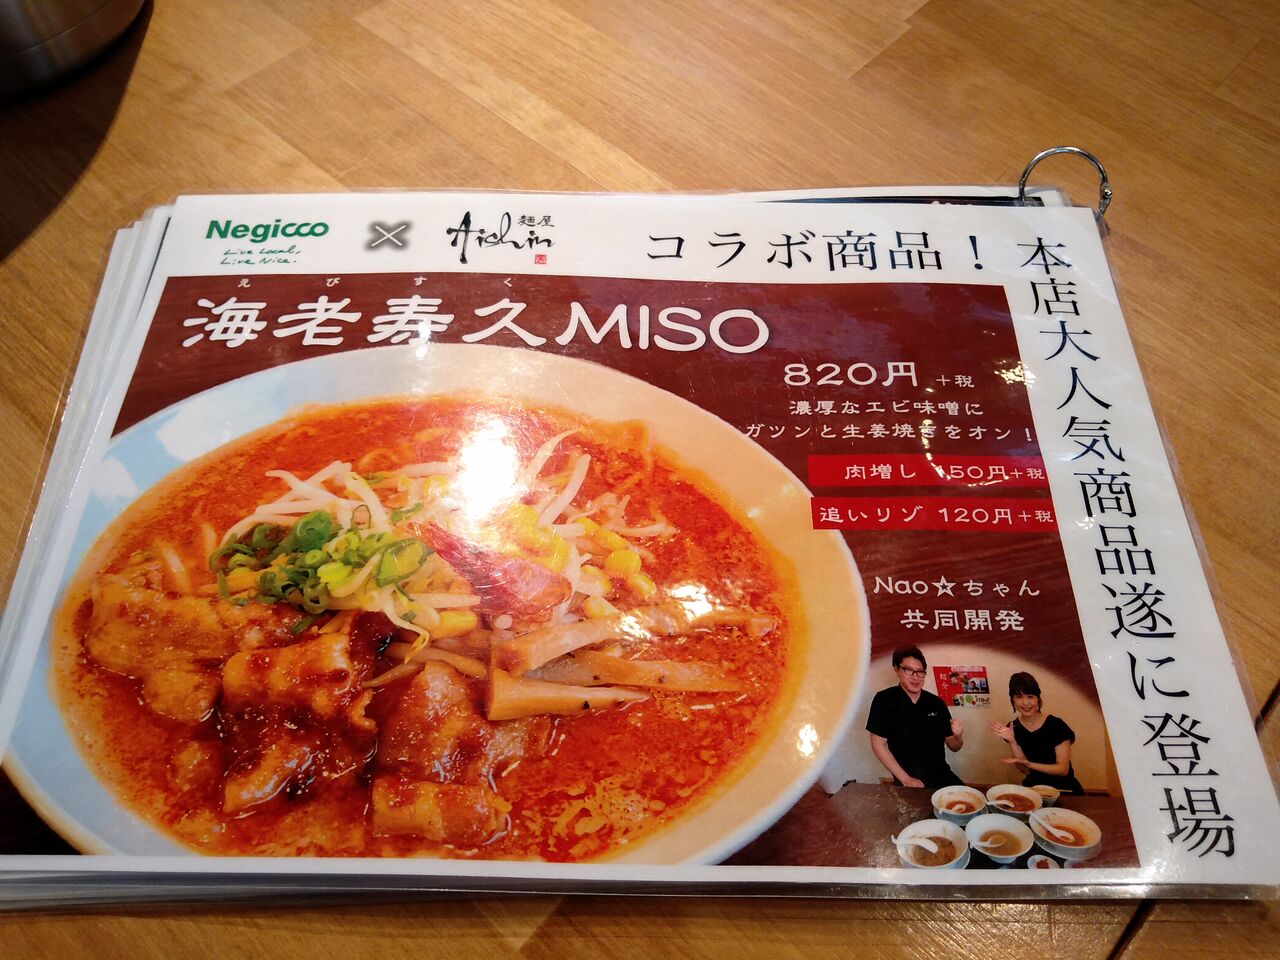 Negicco
Live Local,
Live Nice.
×
麺屋
Aishin
コラボ商品！
本店大人気商品遂に登場
えびすく
海老寿久MISO
820円 +税
濃厚なエビ味噌に
ガツンと生姜焼きをオン！
肉増し 150円+税
追いリゾ 120円+税
Nao☆ちゃん
共同開発